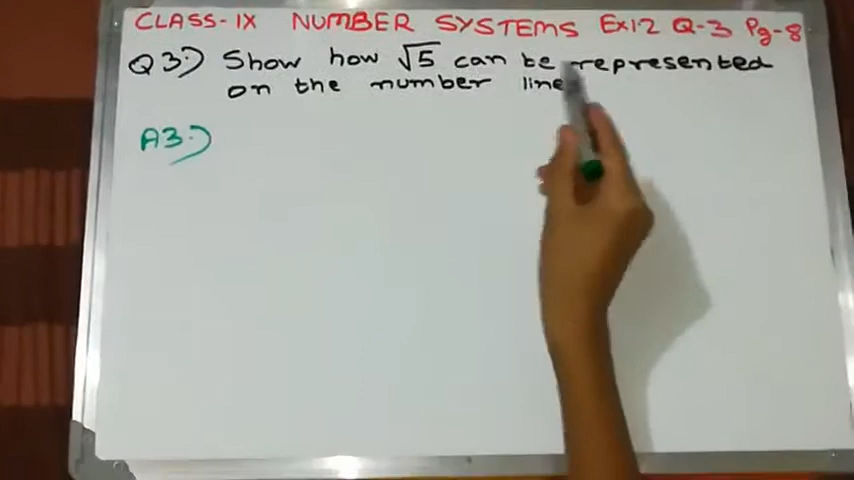 CLASS-IX NUMBER SYSTEMS Ex1.2 Q-3 Pg-8
Q3:) Show how √5 can be represented
on the number line
A3:)